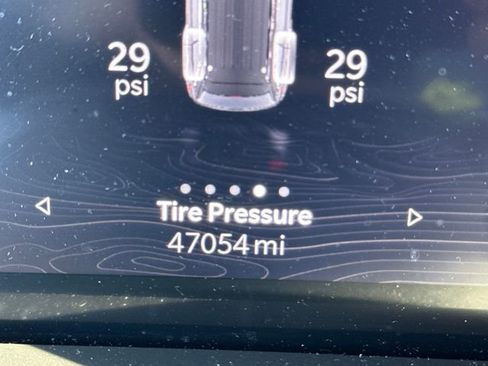 29 29
psi psi
Tire Pressure
47054 mi